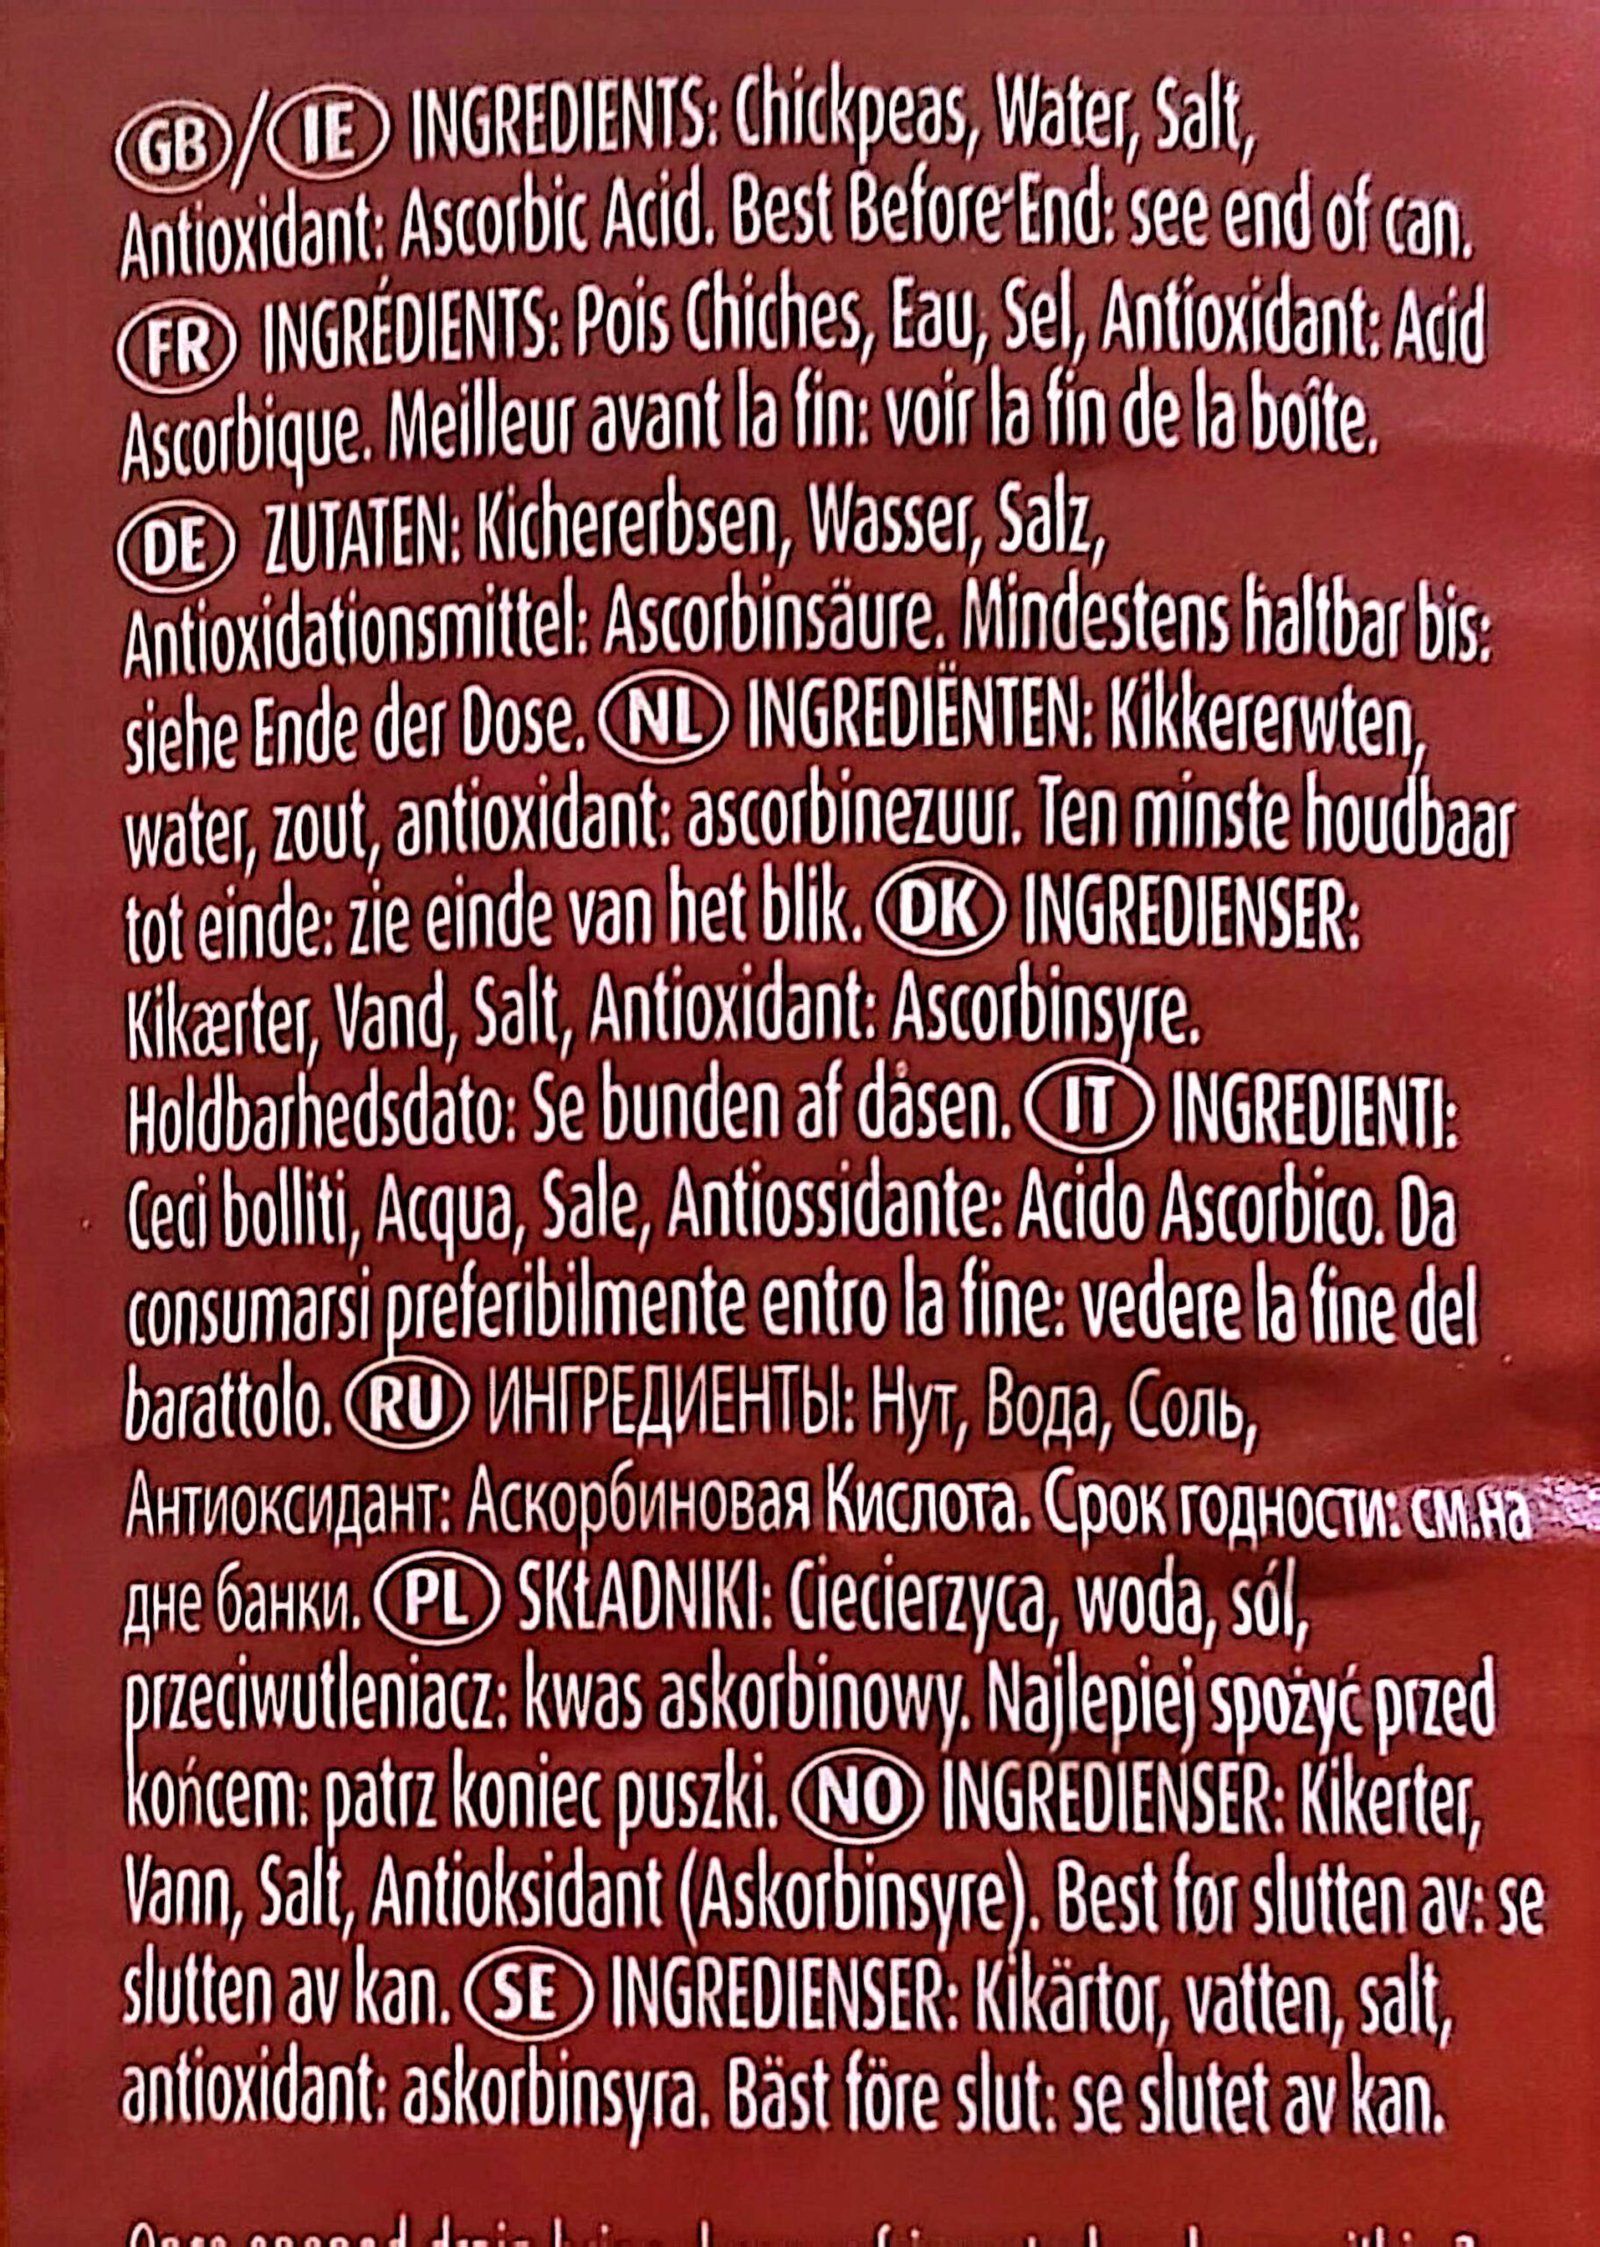 GB/IE INGREDIENTS: Chickpeas, Water, Salt,
Antioxidant: Ascorbic Acid. Best Before End: see end of can.
FR INGRÉDIENTS: Pois Chiches, Eau, Sel, Antioxidant: Acid
Ascorbique. Meilleur avant la fin: voir la fin de la boîte.
DE ZUTATEN: Kichererbsen, Wasser, Salz,
Antioxidationsmittel: Ascorbinsäure. Mindestens haltbar bis:
siehe Ende der Dose. NL INGREDIËNTEN: Kikkererwten,
water, zout, antioxidant: ascorbinezuur. Ten minste houdbaar
tot einde: zie einde van het blik. DK INGREDIENSER:
Kikærter, Vand, Salt, Antioxidant: Ascorbinsyre.
Holdbarhedsdato: Se bunden af dåsen. IT INGREDIENTI:
Ceci bolliti, Acqua, Sale, Antiossidante: Acido Ascorbico. Da
consumarsi preferibilmente entro la fine: vedere la fine del
barattolo. RU ИНГРЕДИЕНТЫ: Нут, Вода, Соль,
Антиоксидант: Аскорбиновая Кислота. Срок годности: см.на
дне банки. PL SKŁADNIKI: Ciecierzyca, woda, sól,
przeciwutleniacz: kwas askorbinowy. Najlepiej spożyć przed
końcem: patrz koniec puszki. NO INGREDIENSER: Kikerter,
Vann, Salt, Antioksidant (Askorbinsyre). Best før slutten av: se
slutten av kan. SE INGREDIENSER: Kikärtor, vatten, salt,
antioxidant: askorbinsyra. Bäst före slut: se slutet av kan.
Once opened